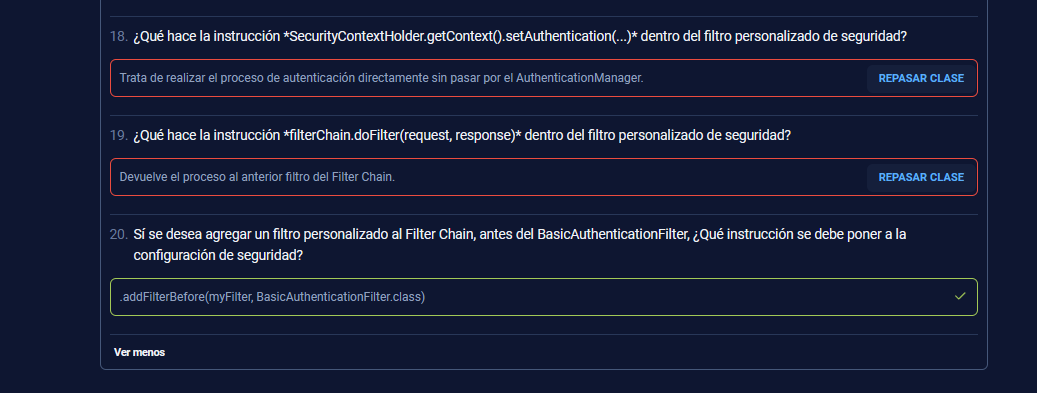 18. ¿Qué hace la instrucción *SecurityContextHolder.getContext().setAuthentication(...)* dentro del filtro personalizado de seguridad?
Trata de realizar el proceso de autenticación directamente sin pasar por el AuthenticationManager. REPASAR CLASE
19. ¿Qué hace la instrucción *filterChain.doFilter(request, response)* dentro del filtro personalizado de seguridad?
Devuelve el proceso al anterior filtro del Filter Chain. REPASAR CLASE
20. Sí se desea agregar un filtro personalizado al Filter Chain, antes del BasicAuthenticationFilter, ¿Qué instrucción se debe poner a la
configuración de seguridad?
.addFilterBefore(myFilter, BasicAuthenticationFilter.class)
Ver menos